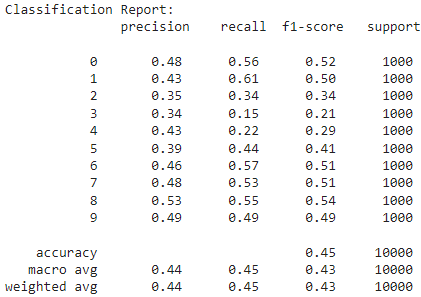 Classification Report:
precision recall f1-score support
0 0.48 0.56 0.52 1000
1 0.43 0.61 0.50 1000
2 0.35 0.34 0.34 1000
3 0.34 0.15 0.21 1000
4 0.43 0.22 0.29 1000
5 0.39 0.44 0.41 1000
6 0.46 0.57 0.51 1000
7 0.48 0.53 0.51 1000
8 0.53 0.55 0.54 1000
9 0.49 0.49 0.49 1000
accuracy 0.45 10000
macro avg 0.44 0.45 0.43 10000
weighted avg 0.44 0.45 0.43 10000